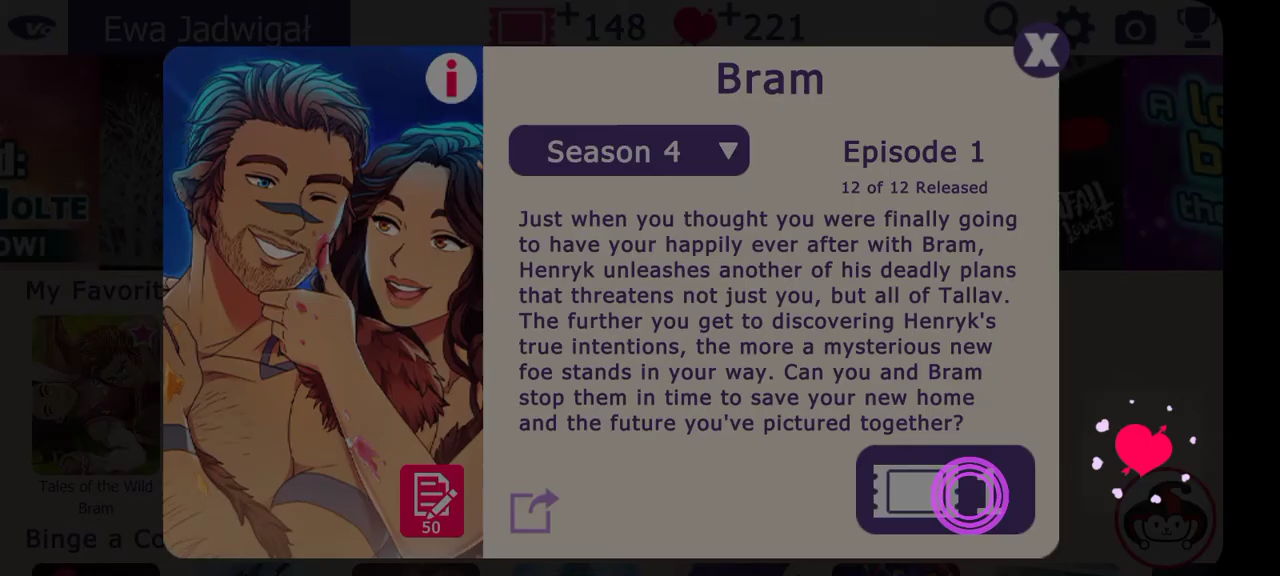 Ewa Jadwigał
+148
+221
Bram
Season 4
Episode 1
12 of 12 Released
Just when you thought you were finally going
to have your happily ever after with Bram,
Henryk unleashes another of his deadly plans
that threatens not just you, but all of Tallav.
The further you get to discovering Henryk's
true intentions, the more a mysterious new
foe stands in your way. Can you and Bram
stop them in time to save your new home
and the future you've pictured together?
50
My Favorit
Tales of the Wild
Bram
Binge a Co